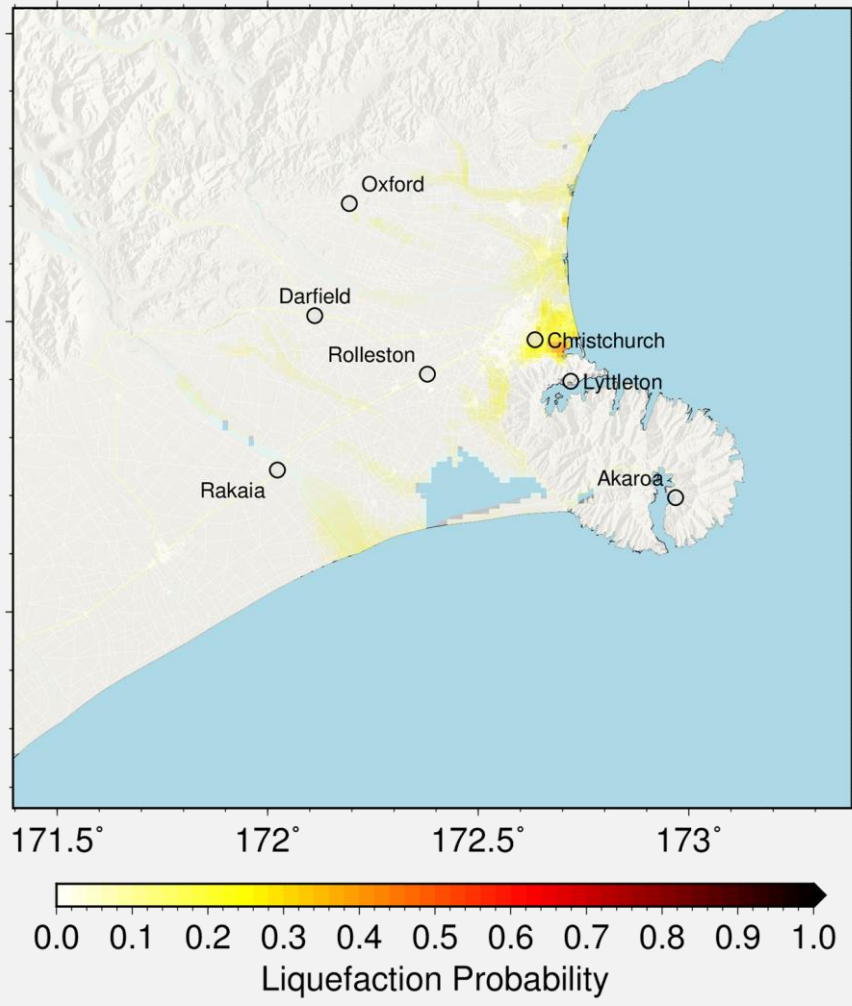 Oxford
Darfield
Christchurch
Rolleston
Lyttleton
Akaroa
Rakaia
171.5° 172° 172.5° 173°
0.0 0.1 0.2 0.3 0.4 0.5 0.6 0.7 0.8 0.9 1.0
Liquefaction Probability